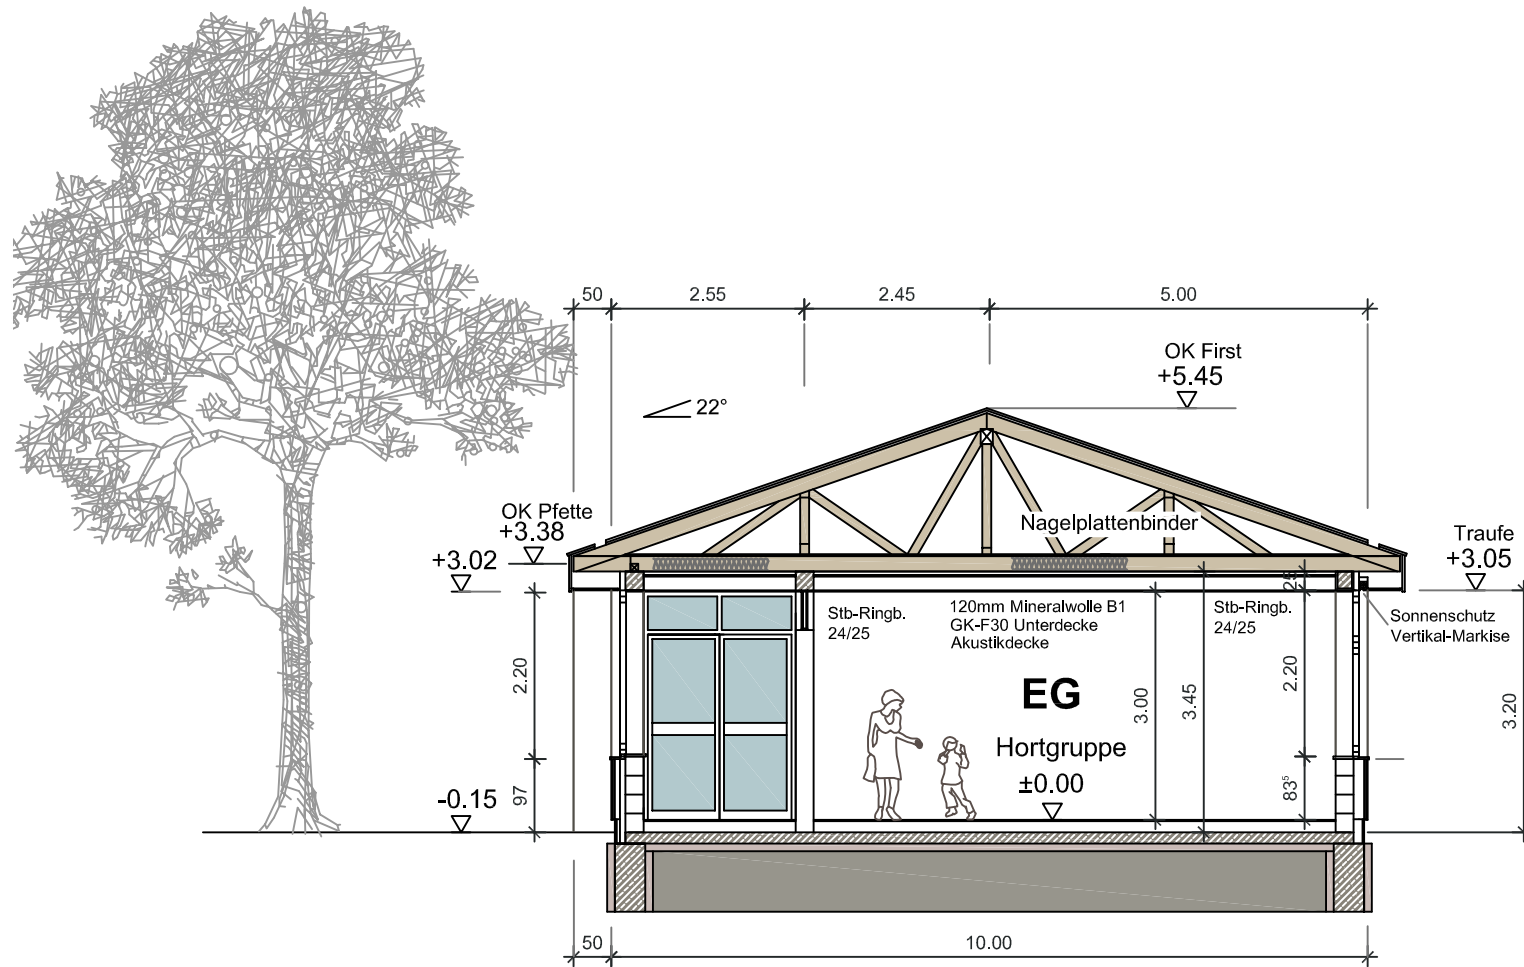 50
2.55
2.45
5.00
OK First
+5.45
22°
OK Pfette
+3.38
+3.02
Nagelplattenbinder
Traufe
+3.05
25
Stb-Ringb.
24/25
120mm Mineralwolle B1
GK-F30 Unterdecke
Akustikdecke
Stb-Ringb.
24/25
Sonnenschutz
Vertikal-Markise
2.20
EG
3.00
3.45
2.20
3.20
Hortgruppe
±0.00
97
83⁵
-0.15
50
10.00